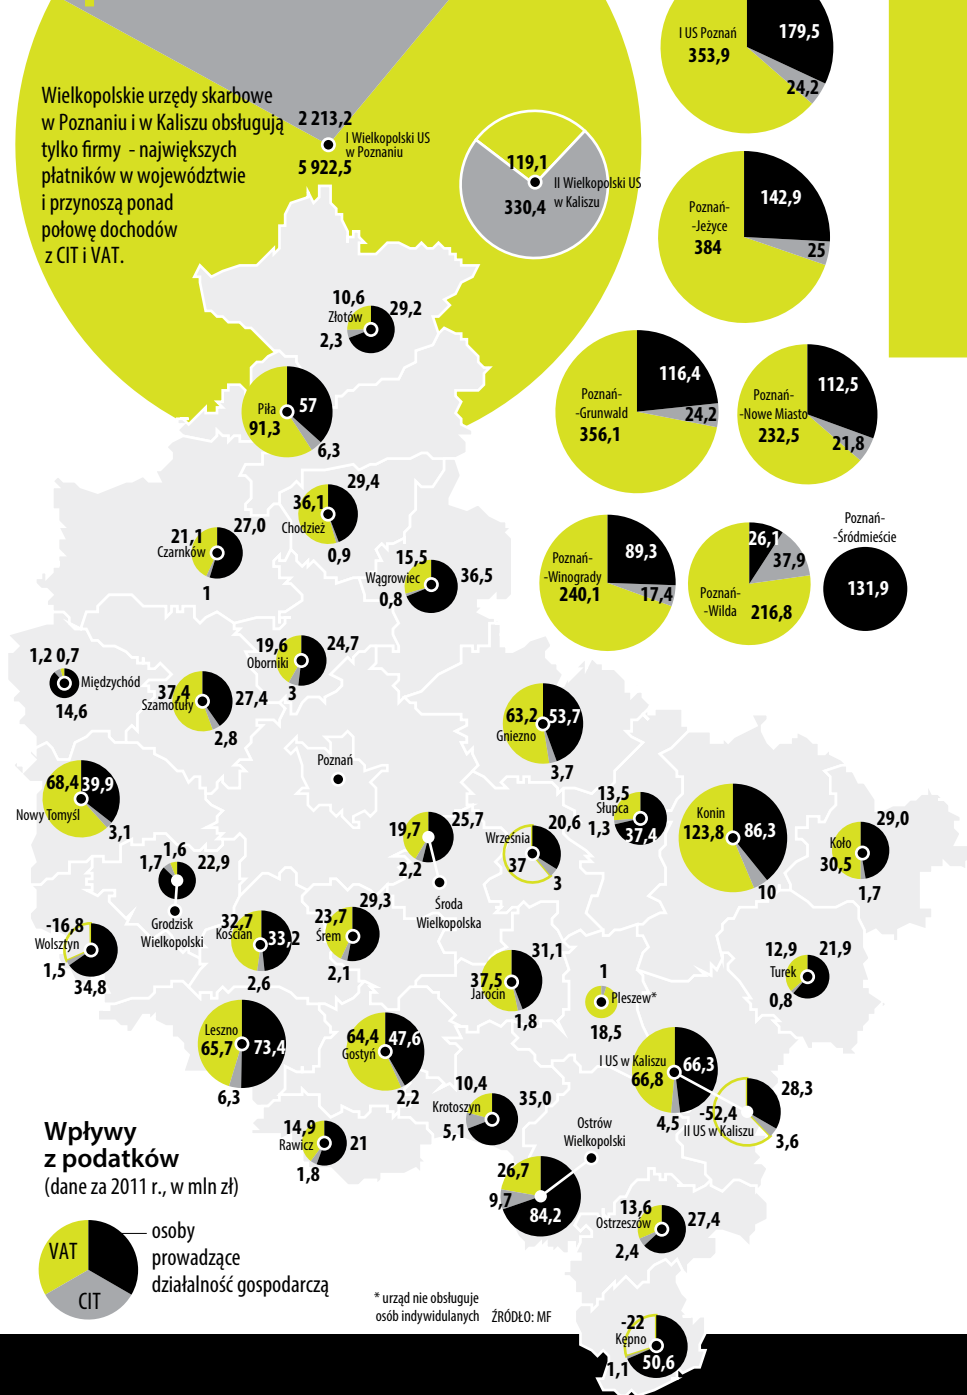 Wielkopolskie urzędy skarbowe
w Poznaniu i w Kaliszu obsługują
tylko firmy - największych
płatników w województwie
i przynoszą ponad
połowę dochodów
z CIT i VAT.
2 213,2
I Wielkopolski US
w Poznaniu
5 922,5
119,1
II Wielkopolski US
w Kaliszu
330,4
I US Poznań
353,9
179,5
24,2
Poznań-
-Jeżyce
384
142,9
25
Poznań-
-Grunwald
356,1
116,4
24,2
Poznań-
-Nowe Miasto
232,5
112,5
21,8
Poznań-
-Winogrady
240,1
89,3
17,4
Poznań-
-Wilda
216,8
26,1
37,9
Poznań-
-Śródmieście
131,9
10,6
Złotów
29,2
2,3
Piła
91,3
57
6,3
36,1
Chodzież
29,4
0,9
21,1
Czarnków
27,0
1
15,5
Wągrowiec
36,5
0,8
19,6
Oborniki
24,7
3
1,2 0,7
Międzychód
14,6
37,4
Szamotuły
27,4
2,8
63,2
53,7
Gniezno
3,7
Poznań
68,4
39,9
Nowy Tomyśl
3,1
13,5
Słupca
1,3
37,4
Konin
123,8
86,3
10
29,0
Koło
30,5
1,7
19,7
25,7
2,2
Środa
Wielkopolska
Września
20,6
37
3
1,6
1,7
22,9
Grodzisk
Wielkopolski
-16,8
Wolsztyn
1,5
34,8
32,7
Kościan
33,2
2,6
29,3
23,7
Śrem
2,1
31,1
37,5
Jarocin
1,8
1
Pleszew*
18,5
12,9
21,9
Turek
0,8
Leszno
65,7
73,4
6,3
64,4
47,6
Gostyń
2,2
I US w Kaliszu
66,8
66,3
4,5
-52,4
28,3
II US w Kaliszu
3,6
10,4
Krotoszyn
35,0
5,1
14,9
Rawicz
21
1,8
Ostrów
Wielkopolski
26,7
9,7
84,2
13,6
Ostrzeszów
27,4
2,4
-22
Kępno
1,1
50,6
Wpływy
z podatków
(dane za 2011 r., w mln zł)
VAT
CIT
osoby
prowadzące
działalność gospodarczą
* urząd nie obsługuje
osób indywidulanych
ŹRÓDŁO: MF